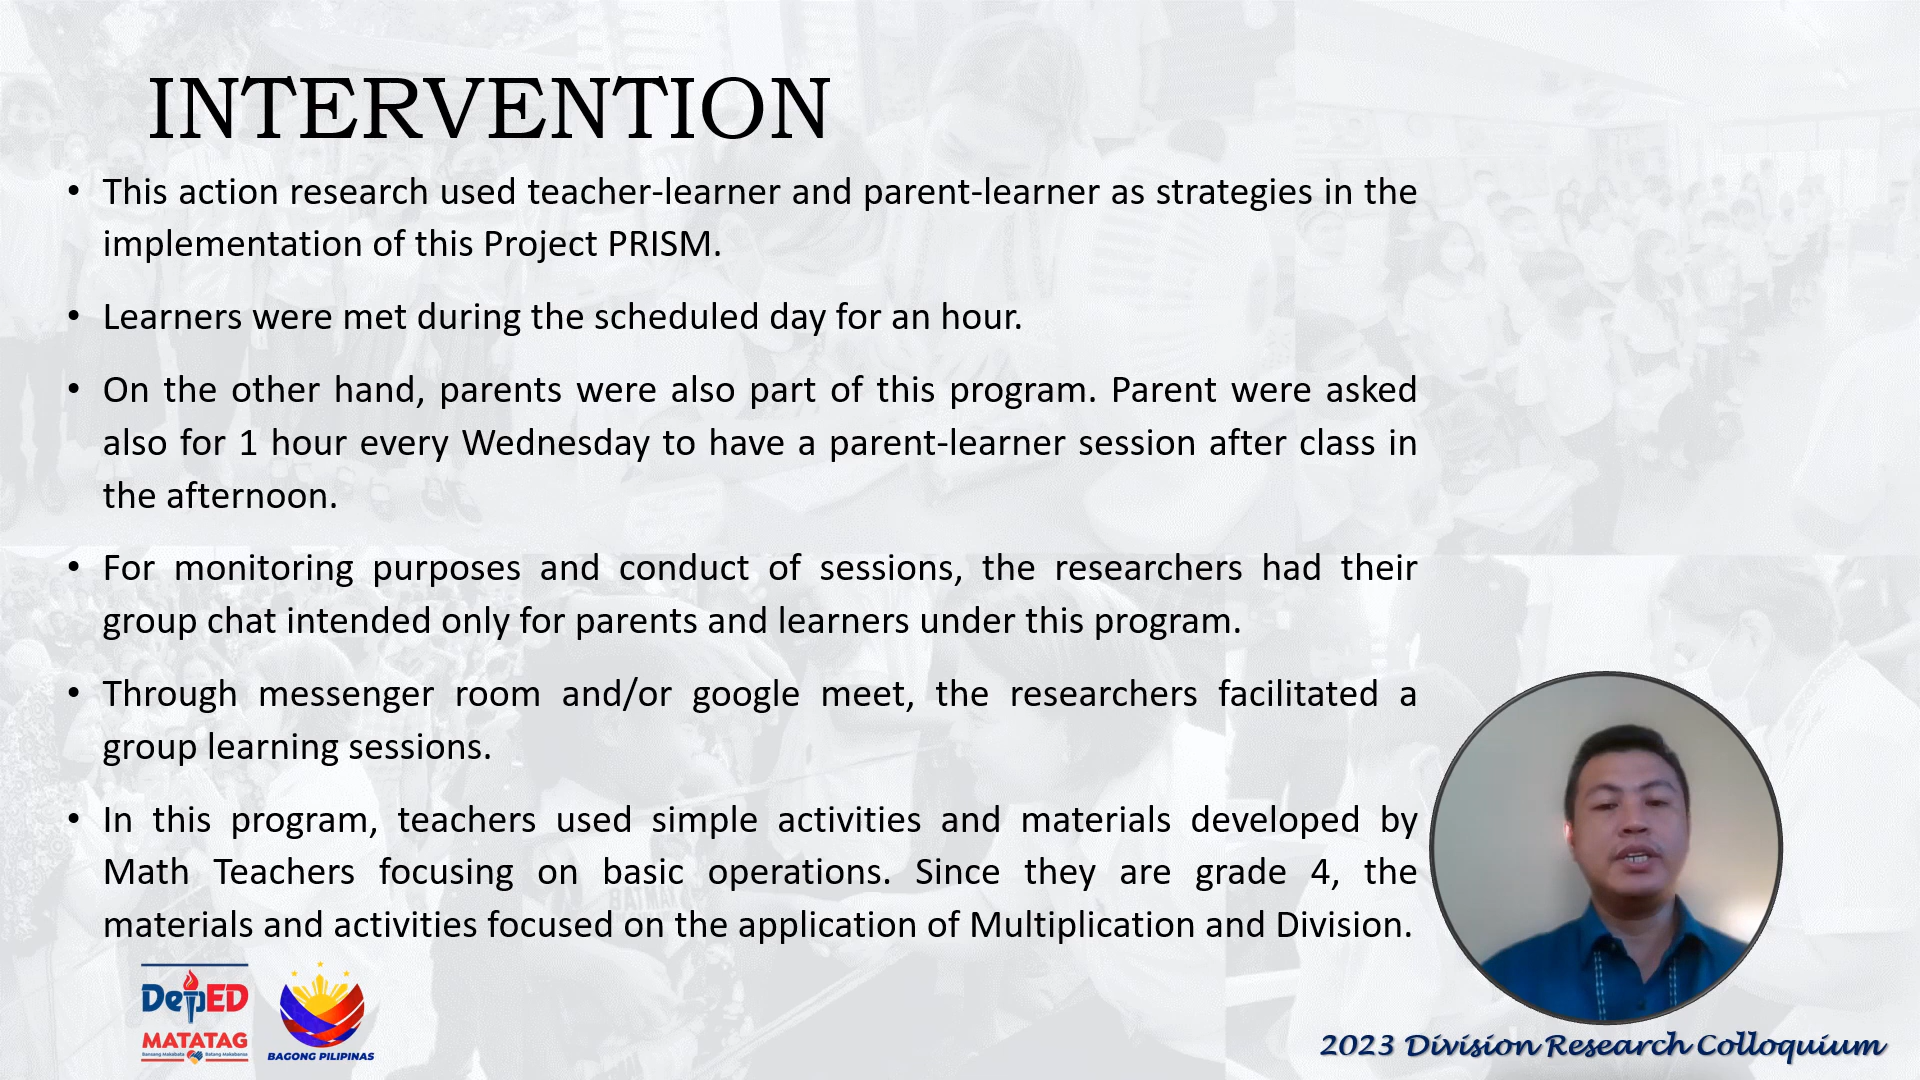 INTERVENTION
• This action research used teacher-learner and parent-learner as strategies in the
implementation of this Project PRISM.
• Learners were met during the scheduled day for an hour.
• On the other hand, parents were also part of this program. Parent were asked
also for 1 hour every Wednesday to have a parent-learner session after class in
the afternoon.
• For monitoring purposes and conduct of sessions, the researchers had their
group chat intended only for parents and learners under this program.
• Through messenger room and/or google meet, the researchers facilitated a
group learning sessions.
• In this program, teachers used simple activities and materials developed by
Math Teachers focusing on basic operations. Since they are grade 4, the
materials and activities focused on the application of Multiplication and Division.
BATMAN
DepED
MATATAG
Bansang Makabata Batang Makabansa
BAGONG PILIPINAS
2023 Division Research Colloquium